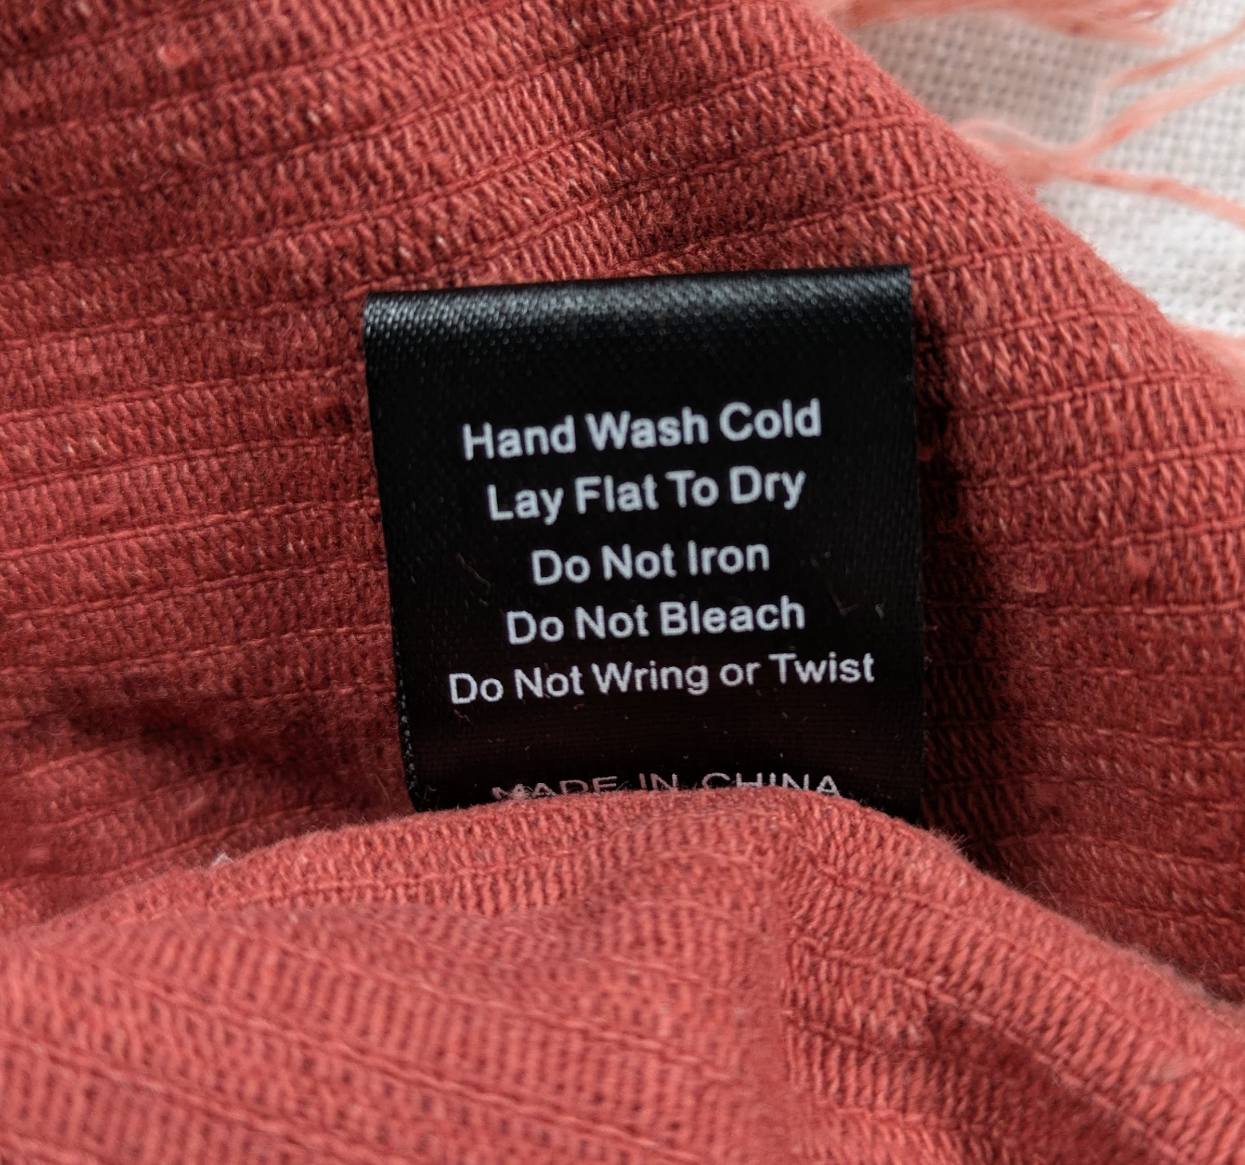 Hand Wash Cold
Lay Flat To Dry
Do Not Iron
Do Not Bleach
Do Not Wring or Twist
MADE IN CHINA